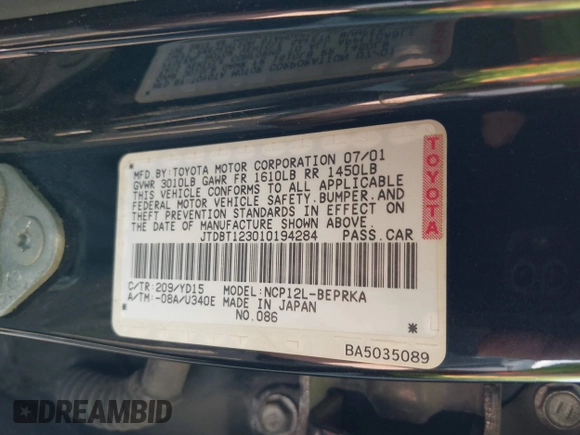 MFD BY:TOYOTA MOTOR CORPORATION 07/01
GVWR 3010LB GAWR FR 1610LB RR 1450LB
THIS VEHICLE CONFORMS TO ALL APPLICABLE
FEDERAL MOTOR VEHICLE SAFETY,BUMPER,AND
THEFT PREVENTION STANDARDS IN EFFECT ON
THE DATE OF MANUFACTURE SHOWN ABOVE.
JTDBT123010194284 PASS.CAR
C/TR:209/YD15 MODEL:NCP12L-BEPRKA
A/TM:-08A/U340E MADE IN JAPAN
NO.086
TOYOTA
BA5035089
DREAMBID